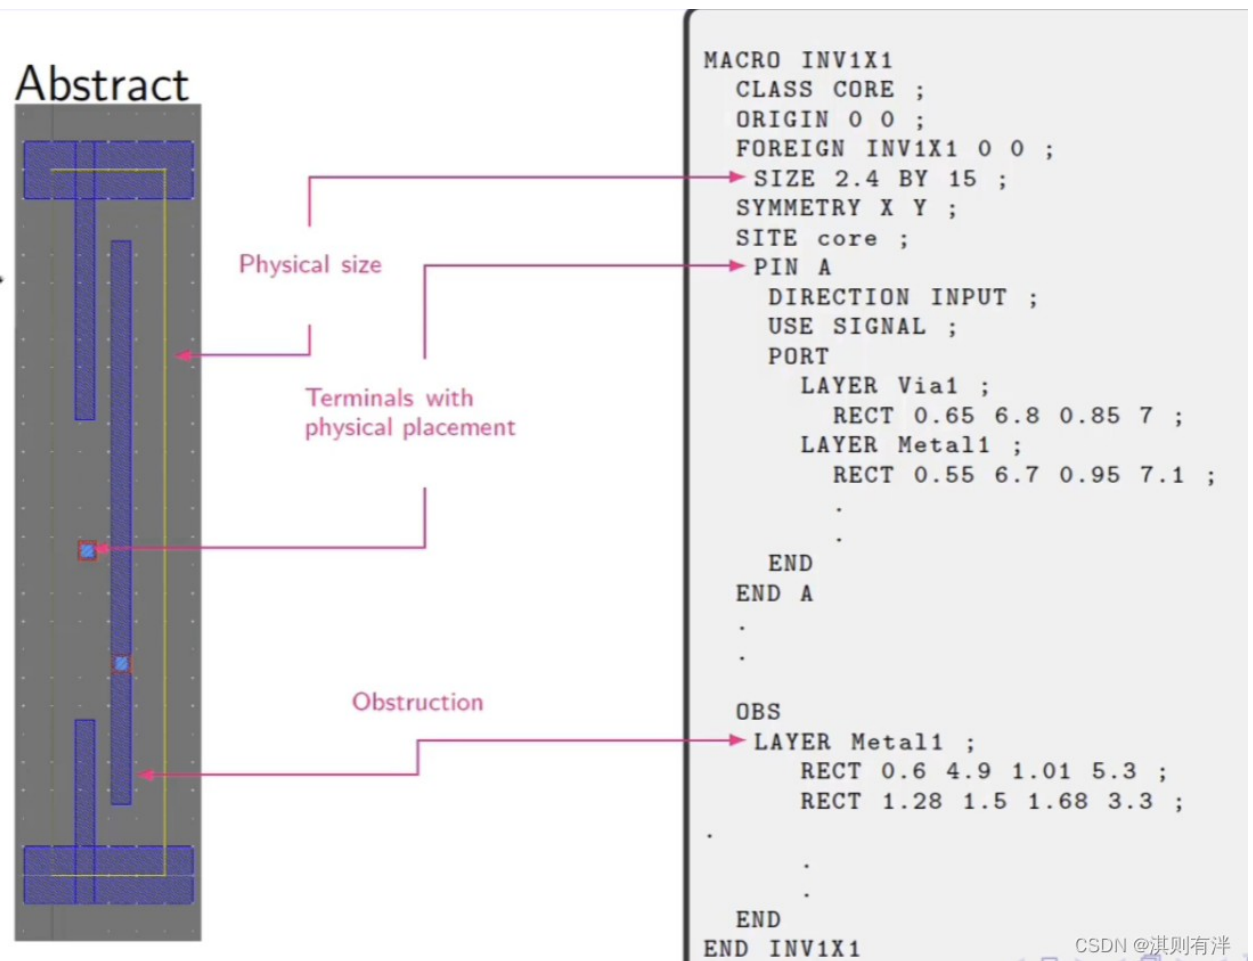 Abstract
Physical size
Terminals with
physical placement
Obstruction
MACRO INV1X1
CLASS CORE ;
ORIGIN 0 0 ;
FOREIGN INV1X1 0 0 ;
SIZE 2.4 BY 15 ;
SYMMETRY X Y ;
SITE core ;
PIN A
DIRECTION INPUT ;
USE SIGNAL ;
PORT
LAYER Via1 ;
RECT 0.65 6.8 0.85 7 ;
LAYER Metal1 ;
RECT 0.55 6.7 0.95 7.1 ;
.
.
END
END A
.
.
OBS
LAYER Metal1 ;
RECT 0.6 4.9 1.01 5.3 ;
RECT 1.28 1.5 1.68 3.3 ;
.
.
.
END
END INV1X1
CSDN @淇则有泮